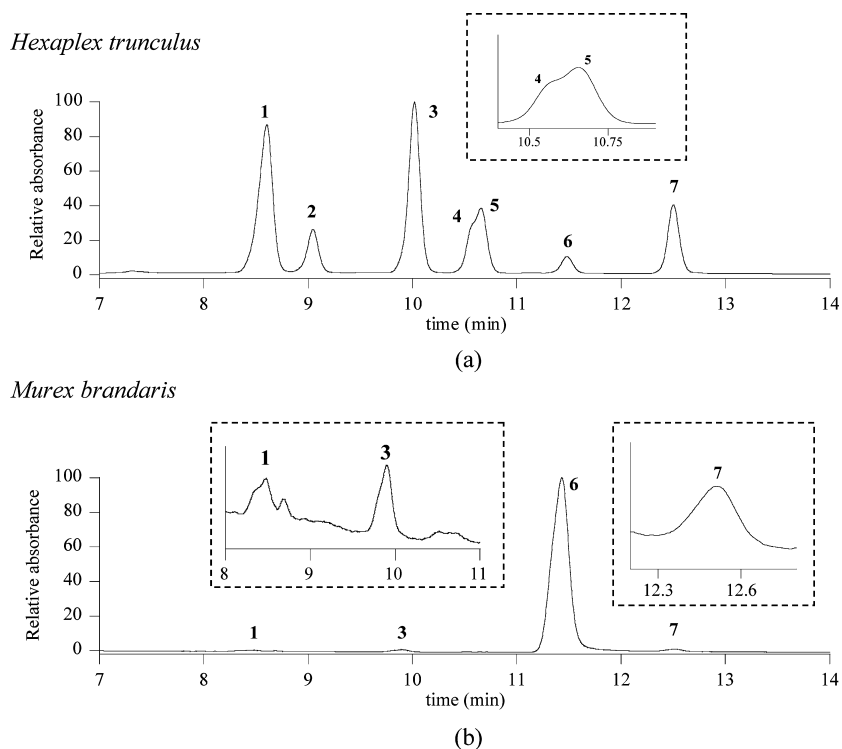 Hexaplex trunculus
4 5
10.5 10.75
Relative absorbance
100
80
60
40
20
0
1 2 3 4 5 6 7
7 8 9 10 11 12 13 14
time (min)
(a)
Murex brandaris
1 3
8 9 10 11
7
12.3 12.6
Relative absorbance
100
80
60
40
20
0
1 3 6 7
7 8 9 10 11 12 13 14
time (min)
(b)